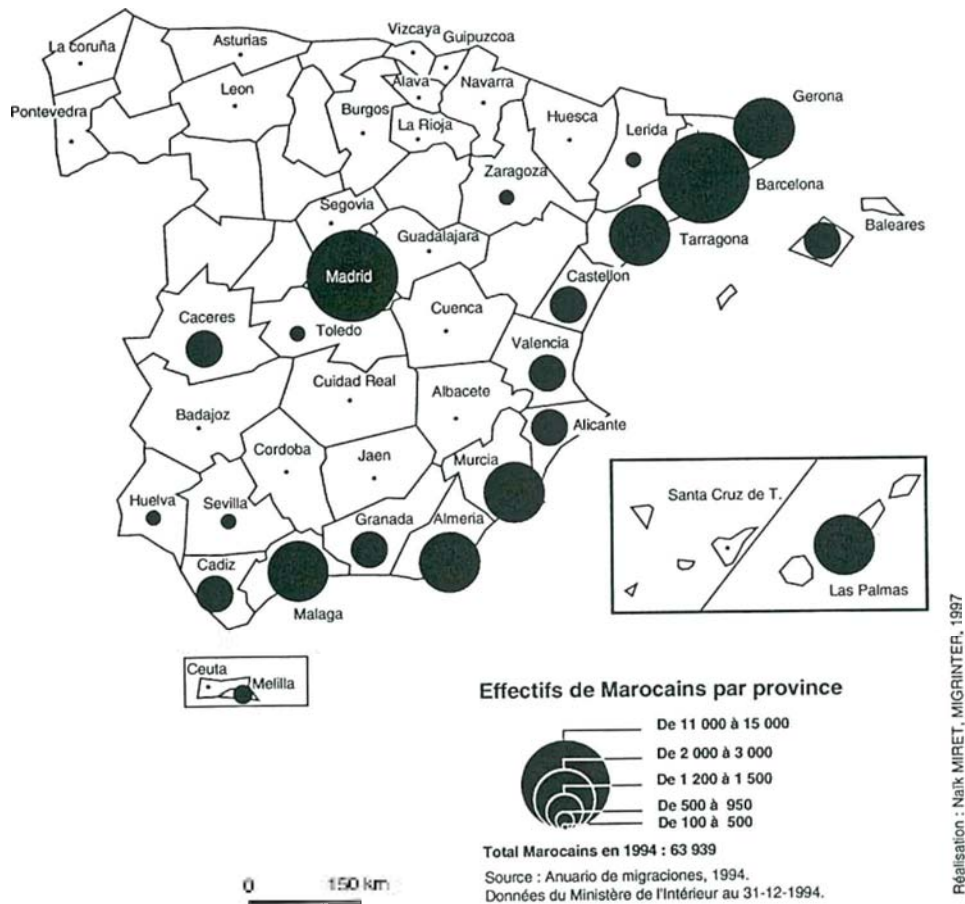 Vizcaya
Guipuzcoa
La coruña
Asturias
Leon
Alava
Navarra
Gerona
Pontevedra
Burgos
La Rioja
Huesca
Lerida
Zaragoza
Barcelona
Segovia
Guadalajara
Tarragona
Baleares
Madrid
Castellon
Caceres
Toledo
Cuenca
Valencia
Cuidad Real
Albacete
Badajoz
Alicante
Cordoba
Jaen
Murcia
Huelva
Sevilla
Granada
Almeria
Santa Cruz de T.
Cadiz
Malaga
Las Palmas
Ceuta
Melilla
Effectifs de Marocains par province
De 11 000 à 15 000
De 2 000 à 3 000
De 1 200 à 1 500
De 500 à 950
De 100 à 500
Total Marocains en 1994 : 63 939
Source : Anuario de migraciones, 1994.
Données du Ministère de l'Intérieur au 31-12-1994.
0 150 km
Réalisation : Naïk MIRET, MIGRINTER, 1997